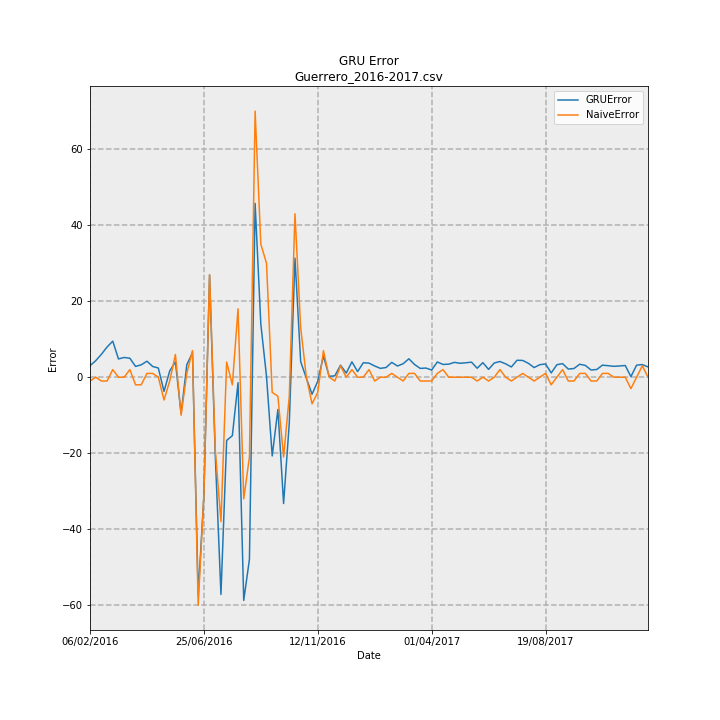 GRU Error
Guerrero_2016-2017.csv
GRUError
NaiveError
60
40
20
0
−20
−40
−60
Error
06/02/2016
25/06/2016
12/11/2016
01/04/2017
19/08/2017
Date